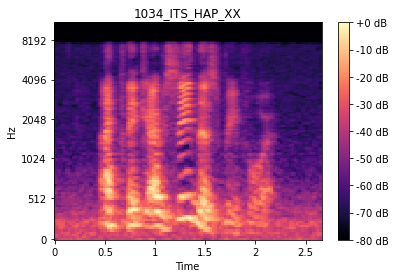 1034_ITS_HAP_XX
+0 dB
8192
-10 dB
4096
-20 dB
-30 dB
2048
Hz
-40 dB
1024
-50 dB
512
-60 dB
-70 dB
0
-80 dB
0 0.5 1 1.5 2 2.5
Time